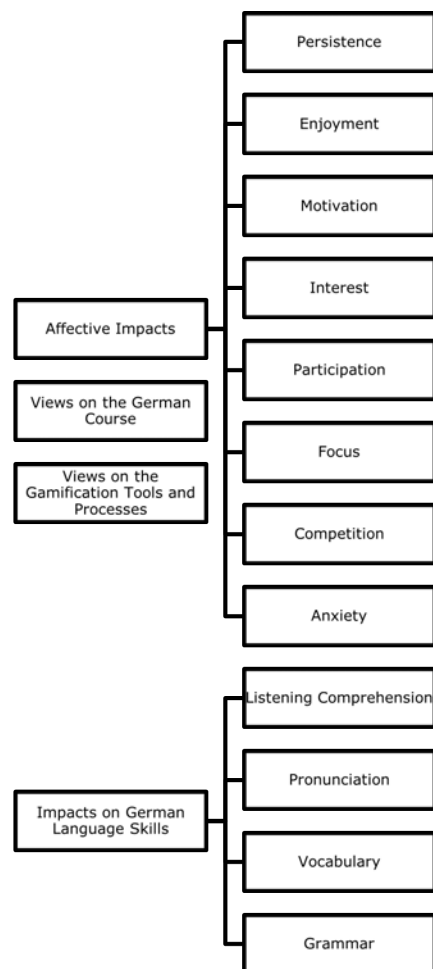 Persistence
Enjoyment
Motivation
Interest
Affective Impacts
Participation
Views on the German
Course
Focus
Views on the
Gamification Tools and
Processes
Competition
Anxiety
Listening Comprehension
Pronunciation
Impacts on German
Language Skills
Vocabulary
Grammar